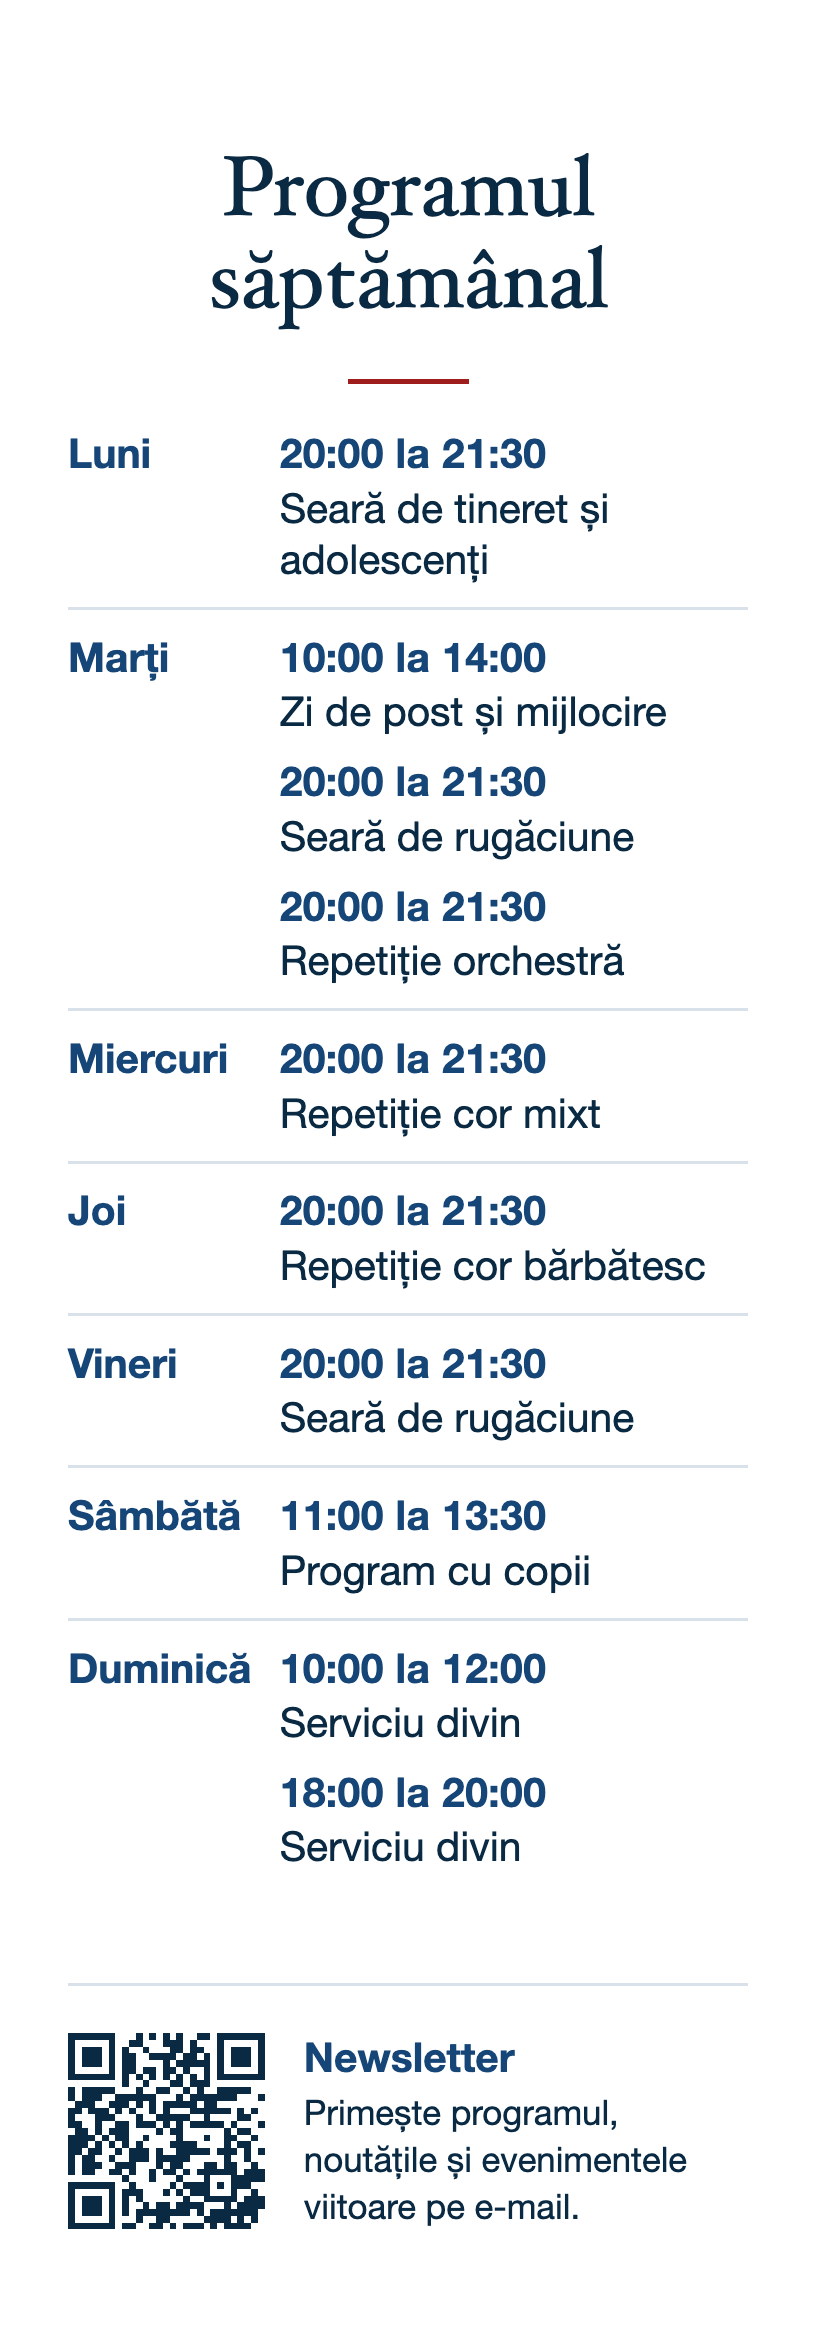 Programul
săptămânal
Luni
20:00 la 21:30
Seară de tineret și
adolescenți
Marți
10:00 la 14:00
Zi de post și mijlocire
20:00 la 21:30
Seară de rugăciune
20:00 la 21:30
Repetiție orchestră
Miercuri
20:00 la 21:30
Repetiție cor mixt
Joi
20:00 la 21:30
Repetiție cor bărbătesc
Vineri
20:00 la 21:30
Seară de rugăciune
Sâmbătă
11:00 la 13:30
Program cu copii
Duminică
10:00 la 12:00
Serviciu divin
18:00 la 20:00
Serviciu divin
Newsletter
Primește programul,
noutățile și evenimentele
viitoare pe e-mail.